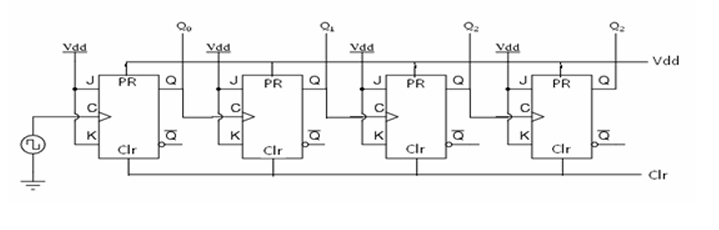 Q₀ Q₁ Q₂ Q₂
Vdd Vdd Vdd Vdd
Vdd
J PR Q J PR Q J PR Q J PR Q
C C C C
K Q̅ K Q̅ K Q̅ K Q̅
Clr Clr Clr Clr
Clr